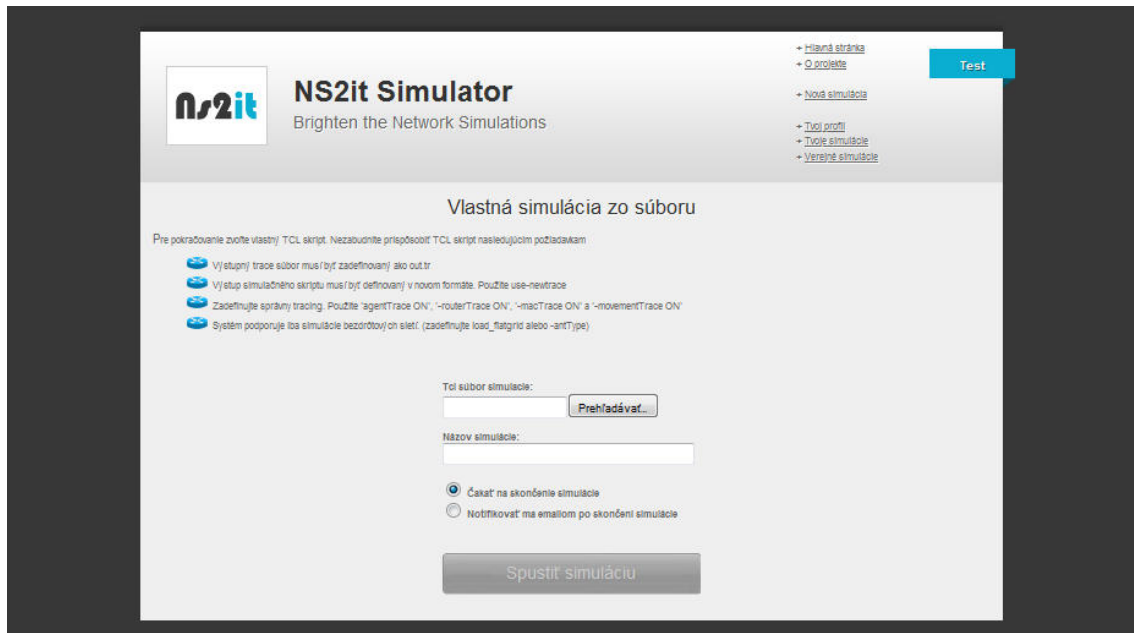 ns2it
NS2it Simulator
Brighten the Network Simulations
Hlavná stránka
O projekte
Nová simulácia
Tvoj profil
Tvoje simulácie
Verejné simulácie
Test
Vlastná simulácia zo súboru
Pre pokračovanie zvoľte vlastný TCL skript. Nezabudnite prispôsobiť TCL skript nasledujúcim požiadavkam
Výstupný trace súbor musí byť zadefinovaný ako out.tr
Výstup simulačného skriptu musí byť definovaný v novom formáte. Použite use-newtrace
Zadefinujte správny tracing. Použite 'agentTrace ON', '-routerTrace ON', '-macTrace ON' a '-movementTrace ON'
Systém podporuje iba simulácie bezdrôtových sietí. (zadefinujte load_flatgrid alebo -antType)
Tcl súbor simulacie:
Prehľadávať...
Názov simulácie:
Čakať na skončenie simulácie
Notifikovať ma emailom po skončení simulácie
Spustiť simuláciu